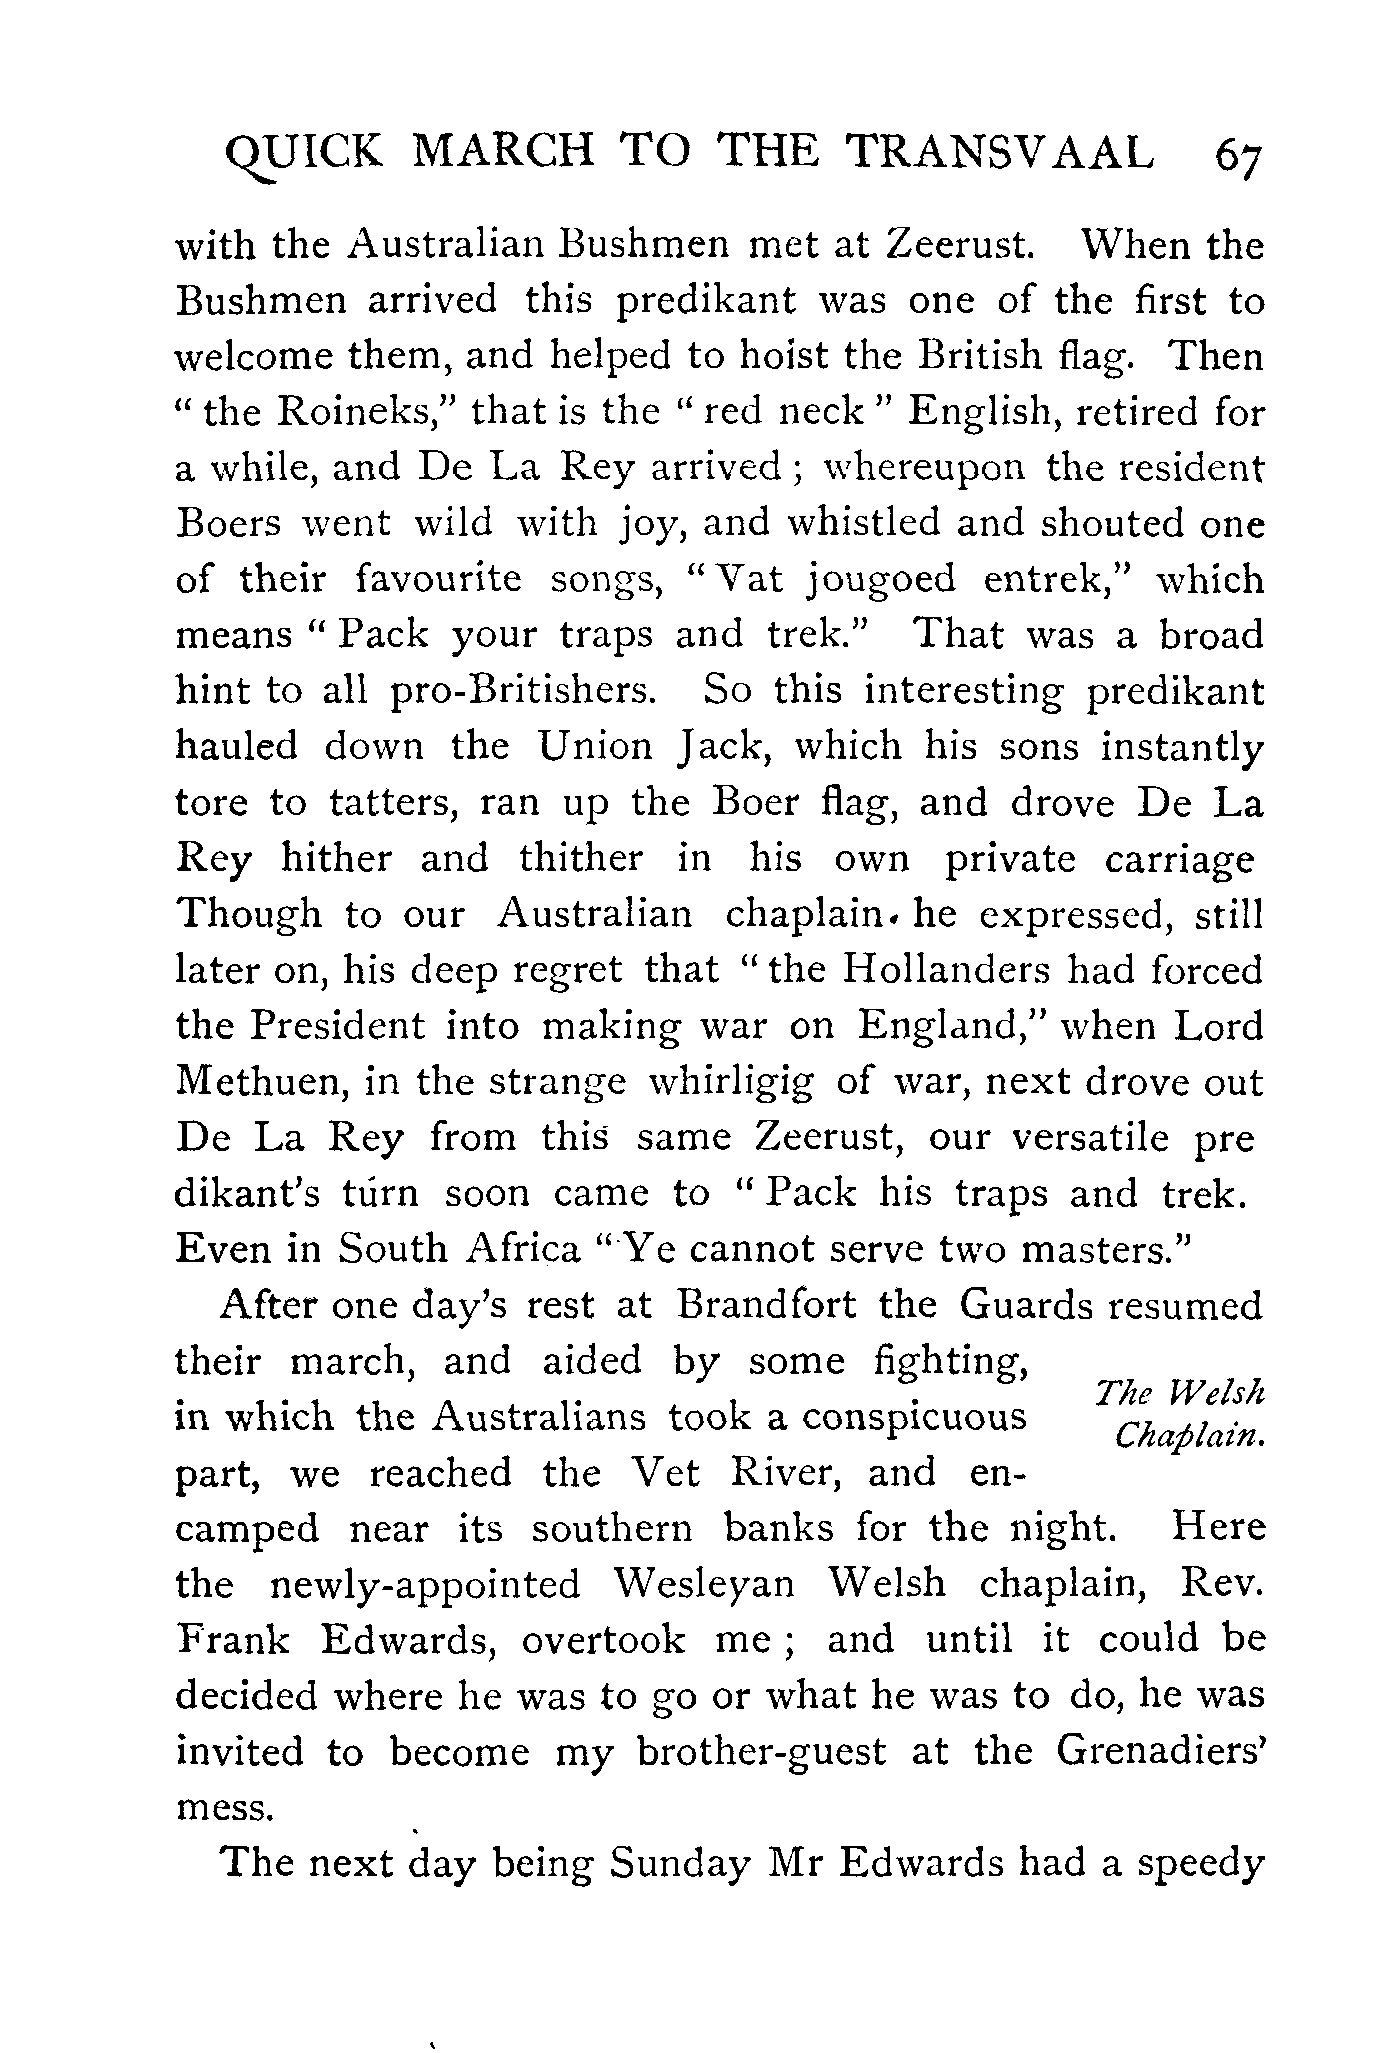 QUICK MARCH TO THE TRANSVAAL 67
with the Australian Bushmen met at Zeerust. When the
Bushmen arrived this predikant was one of the first to
welcome them, and helped to hoist the British flag. Then
“ the Roineks,” that is the “ red neck ” English, retired for
a while, and De La Rey arrived ; whereupon the resident
Boers went wild with joy, and whistled and shouted one
of their favourite songs, “ Vat jougoed entrek,” which
means “ Pack your traps and trek.” That was a broad
hint to all pro-Britishers. So this interesting predikant
hauled down the Union Jack, which his sons instantly
tore to tatters, ran up the Boer flag, and drove De La
Rey hither and thither in his own private carriage
Though to our Australian chaplain. he expressed, still
later on, his deep regret that “ the Hollanders had forced
the President into making war on England,” when Lord
Methuen, in the strange whirligig of war, next drove out
De La Rey from this same Zeerust, our versatile pre
dikant’s turn soon came to “ Pack his traps and trek.
Even in South Africa “ Ye cannot serve two masters.”
After one day’s rest at Brandfort the Guards resumed
their march, and aided by some fighting,
in which the Australians took a conspicuous
part, we reached the Vet River, and en-
The Welsh
Chaplain.
camped near its southern banks for the night. Here
the newly-appointed Wesleyan Welsh chaplain, Rev.
Frank Edwards, overtook me ; and until it could be
decided where he was to go or what he was to do, he was
invited to become my brother-guest at the Grenadiers’
mess.
The next day being Sunday Mr Edwards had a speedy